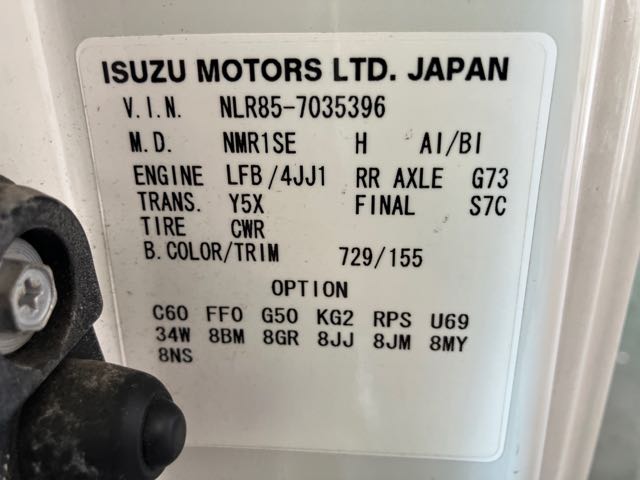 ISUZU MOTORS LTD. JAPAN
V.I.N. NLR85-7035396
M.D. NMR1SE H AI/BI
ENGINE LFB/4JJ1 RR AXLE G73
TRANS. Y5X FINAL S7C
TIRE CWR
B.COLOR/TRIM 729/155
OPTION
C60 FF0 G50 KG2 RPS U69
34W 8BM 8GR 8JJ 8JM 8MY
8NS